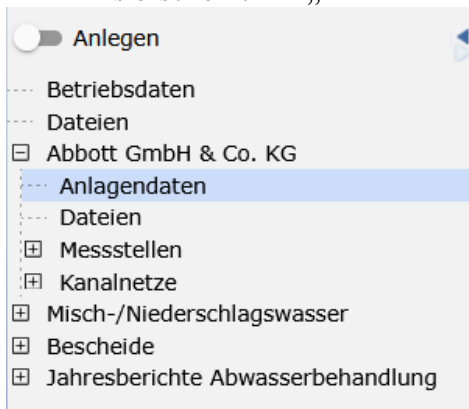 Anlegen
Betriebsdaten
Dateien
Abbott GmbH & Co. KG
Anlagendaten
Dateien
Messstellen
Kanalnetze
Misch-/Niederschlagswasser
Bescheide
Jahresberichte Abwasserbehandlung